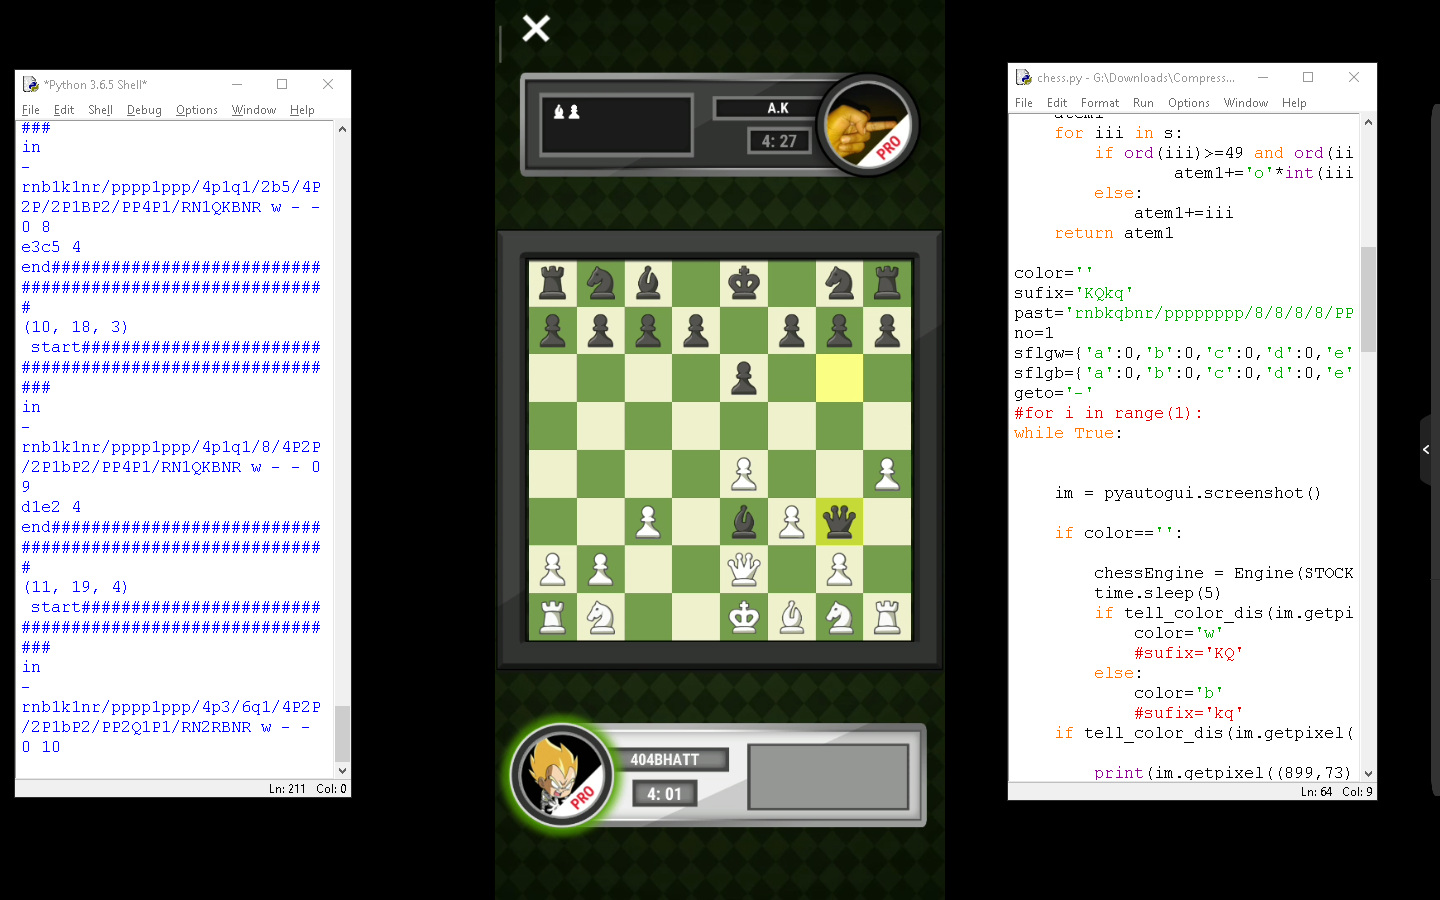 *Python 3.6.5 Shell*
File Edit Shell Debug Options Window Help
###
in
-
rnb1k1nr/pppp1ppp/4p1q1/2b5/4P
2P/2P1BP2/PP4P1/RN1QKBNR w - -
0 8
e3c5 4
end###########################
##############################
#
(10, 18, 3)
 start########################
##############################
###
in
-
rnb1k1nr/pppp1ppp/4p1q1/8/4P2P
/2P1bP2/PP4P1/RN1QKBNR w - - 0
9
d1e2 4
end###########################
##############################
#
(11, 19, 4)
 start########################
##############################
###
in
-
rnb1k1nr/pppp1ppp/4p3/6q1/4P2P
/2P1bP2/PP2Q1P1/RN2RBNR w - -
0 10
Ln: 211 Col: 0
A.K
4: 27
PRO
404BHATT
4: 01
PRO
chess.py - G:\Downloads\Compress...
File Edit Format Run Options Window Help
atem1
for iii in s:
if ord(iii)>=49 and ord(ii
atem1+='o'*int(iii
else:
atem1+=iii
return atem1
color=''
sufix='KQkq'
past='rnbkqbnr/pppppppp/8/8/8/8/PP
no=1
sflgw={'a':0,'b':0,'c':0,'d':0,'e'
sflgb={'a':0,'b':0,'c':0,'d':0,'e'
geto='-'
#for i in range(1):
while True:
im = pyautogui.screenshot()
if color=='':
chessEngine = Engine(STOCK
time.sleep(5)
if tell_color_dis(im.getpi
color='w'
#sufix='KQ'
else:
color='b'
#sufix='kq'
if tell_color_dis(im.getpixel(
print(im.getpixel((899,73)
Ln: 64 Col: 9